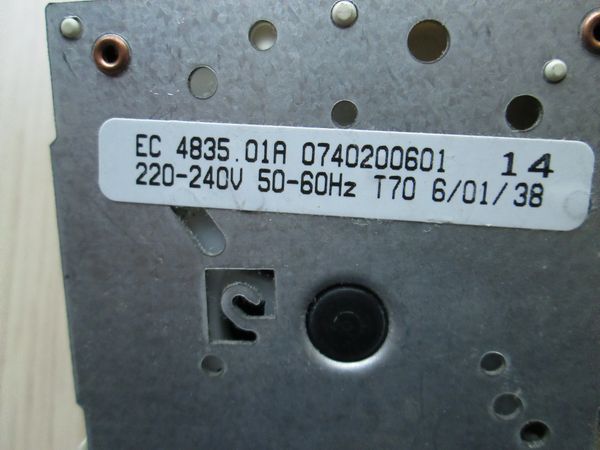 EC 4835.01A 0740200601 14
220-240V 50-60Hz T70 6/01/38